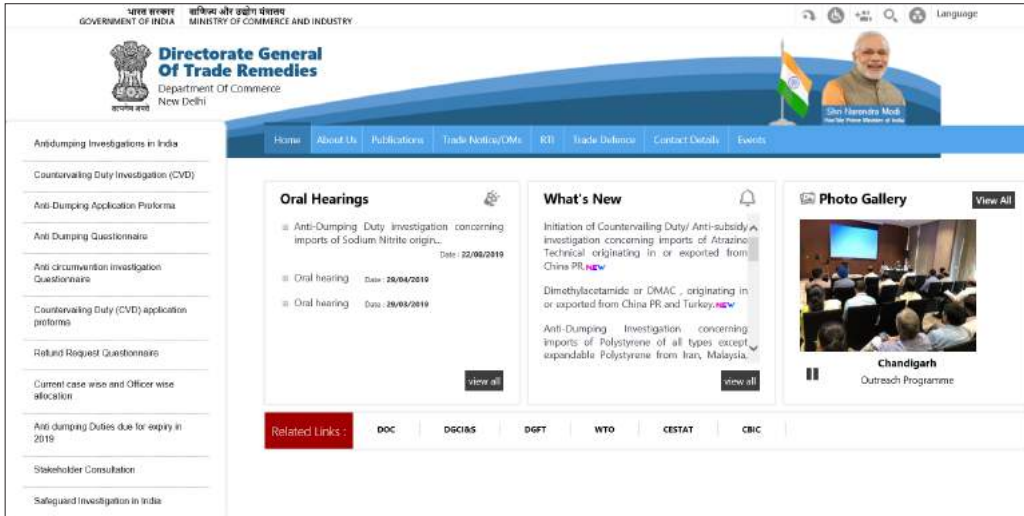 भारत सरकार
GOVERNMENT OF INDIA
वाणिज्य और उद्योग मंत्रालय
MINISTRY OF COMMERCE AND INDUSTRY
Language
Directorate General
Of Trade Remedies
Department Of Commerce
New Delhi
सत्यमेव जयते
Shri Narendra Modi
Hon'ble Prime Minister of India
Home About Us Publications Trade Notice/OMs RTI Trade Defence Contact Details Events
Antidumping Investigations in India
Countervailing Duty Investigation (CVD)
Anti-Dumping Application Proforma
Anti Dumping Questionnaire
Anti circumvention investigation
Questionnaire
Countervailing Duty (CVD) application
proforma
Refund Request Questionnaire
Current case wise and Officer wise
allocation
Anti dumping Duties due for expiry in
2019
Stakeholder Consultation
Safeguard Investigation in India
Oral Hearings
Anti-Dumping Duty investigation concerning
imports of Sodium Nitrite origin...
Date : 22/08/2019
Oral hearing Date : 29/04/2019
Oral hearing Date : 29/03/2019
view all
What's New
Initiation of Countervailing Duty/ Anti-subsidy
investigation concerning imports of Atrazine
Technical originating in or exported from
China PR. NEW
Dimethylacetamide or DMAC , originating in
or exported from China PR and Turkey. NEW
Anti-Dumping Investigation concerning
imports of Polystyrene of all types except
expandable Polystyrene from Iran, Malaysia,
view all
Photo Gallery
View All
Chandigarh
Outreach Programme
Related Links : DOC DGCI&S DGFT WTO CESTAT CBIC